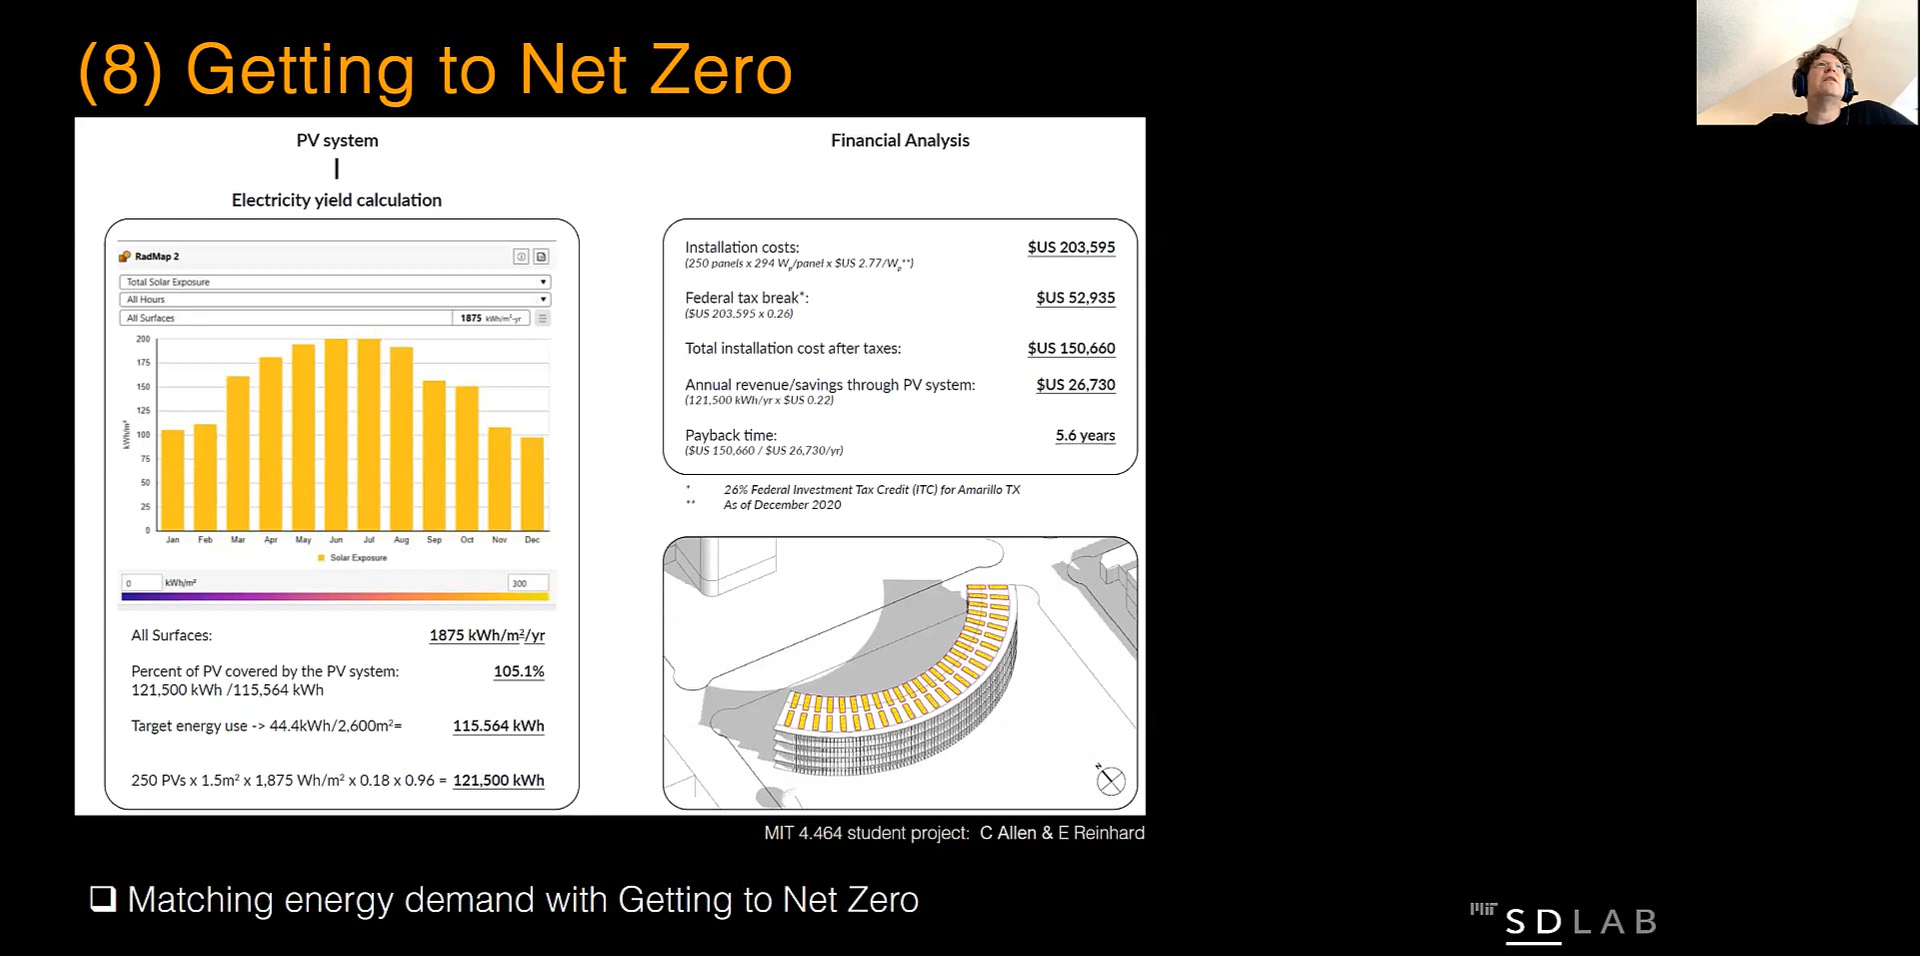 (8) Getting to Net Zero
PV system
Electricity yield calculation
RadMap 2
Total Solar Exposure
All Hours
All Surfaces 1875 kWh/m²-yr
200
175
150
125
100
75
50
25
0
kWh/m²
Jan Feb Mar Apr May Jun Jul Aug Sep Oct Nov Dec
Solar Exposure
0 kWh/m² 300
All Surfaces: 1875 kWh/m²/yr
Percent of PV covered by the PV system: 105.1%
121,500 kWh /115,564 kWh
Target energy use -> 44.4kWh/2,600m²= 115.564 kWh
250 PVs x 1.5m² x 1,875 Wh/m² x 0.18 x 0.96 = 121,500 kWh
Financial Analysis
Installation costs: $US 203,595
(250 panels x 294 Wp/panel x $US 2.77/Wp**)
Federal tax break*: $US 52,935
($US 203,595 x 0.26)
Total installation cost after taxes: $US 150,660
Annual revenue/savings through PV system: $US 26,730
(121,500 kWh/yr x $US 0.22)
Payback time: 5.6 years
($US 150,660 / $US 26,730/yr)
* 26% Federal Investment Tax Credit (ITC) for Amarillo TX
** As of December 2020
N
MIT 4.464 student project: C Allen & E Reinhard
❑ Matching energy demand with Getting to Net Zero
MIT SDLAB